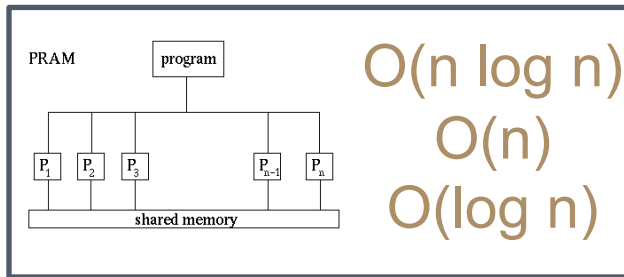 PRAM
program
P1 P2 P3 Pn-1 Pn
shared memory
O(n log n)
O(n)
O(log n)